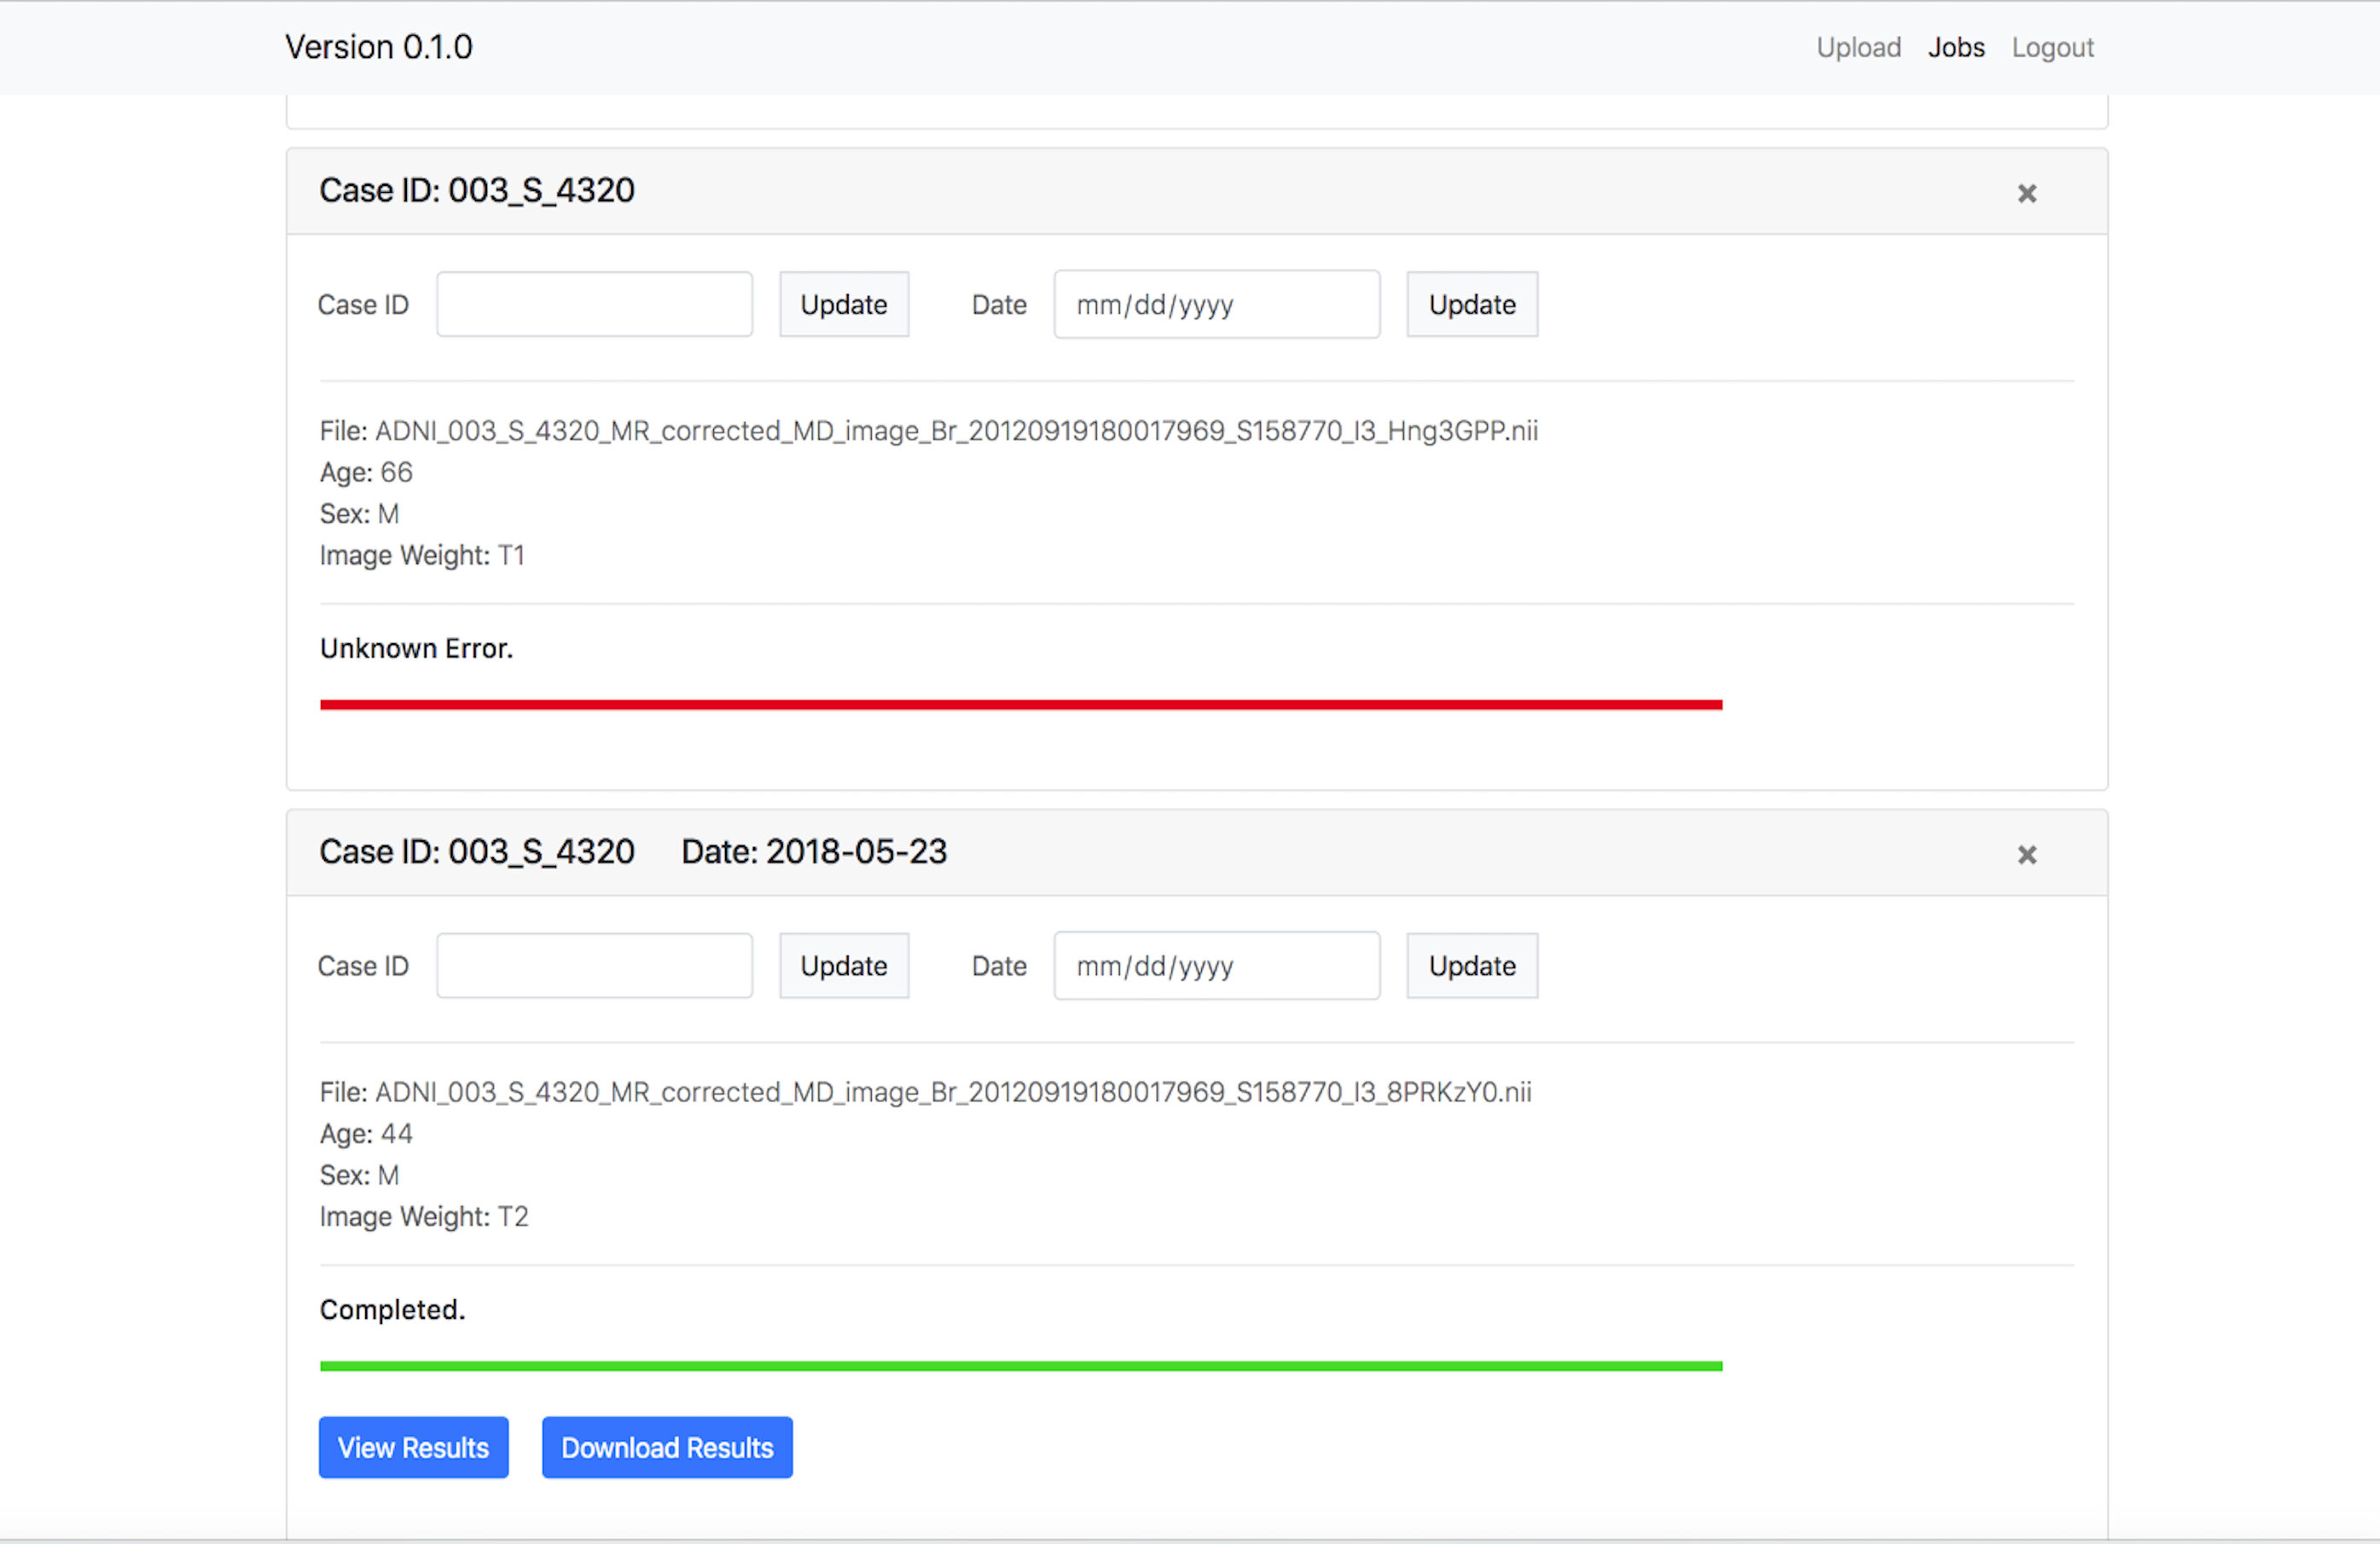 Version 0.1.0 Upload Jobs Logout
Case ID: 003_S_4320 ×
Case ID Update Date mm/dd/yyyy Update
File: ADNI_003_S_4320_MR_corrected_MD_image_Br_20120919180017969_S158770_I3_Hng3GPP.nii
Age: 66
Sex: M
Image Weight: T1
Unknown Error.
Case ID: 003_S_4320 Date: 2018-05-23 ×
Case ID Update Date mm/dd/yyyy Update
File: ADNI_003_S_4320_MR_corrected_MD_image_Br_20120919180017969_S158770_I3_8PRKzY0.nii
Age: 44
Sex: M
Image Weight: T2
Completed.
View Results Download Results